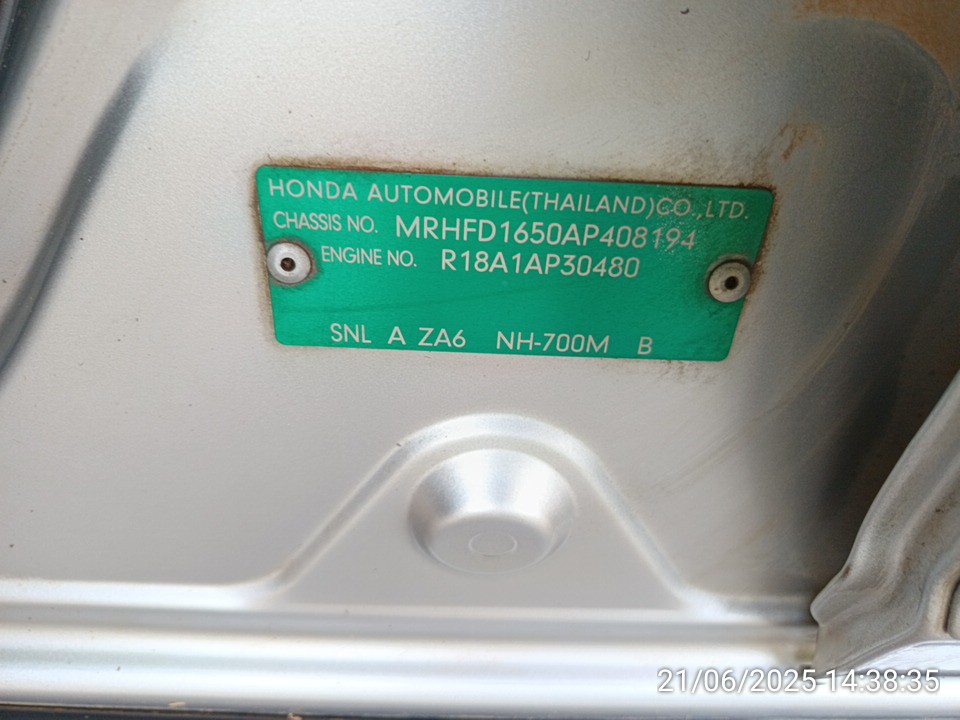 HONDA AUTOMOBILE(THAILAND)CO.,LTD.
CHASSIS NO. MRHFD1650AP408194
ENGINE NO. R18A1AP30480
SNL A ZA6 NH-700M B
21/06/2025 14:38:35